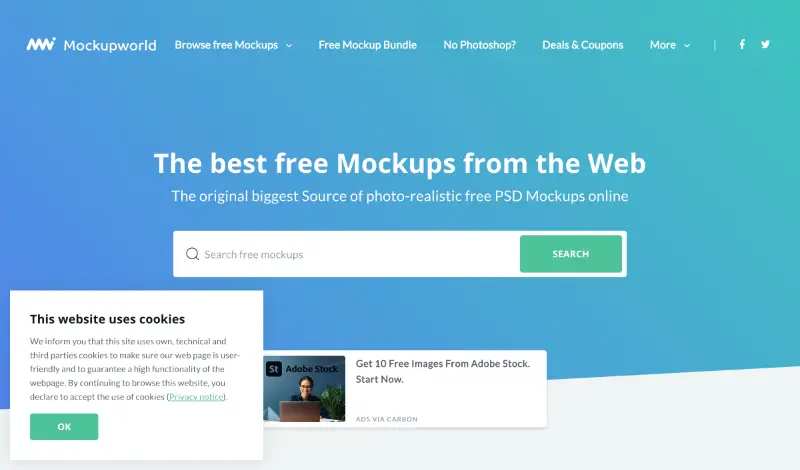 Mockupworld
Browse free Mockups
Free Mockup Bundle
No Photoshop?
Deals & Coupons
More
The best free Mockups from the Web
The original biggest Source of photo-realistic free PSD Mockups online
Search free mockups
SEARCH
This website uses cookies
We inform you that this site uses own, technical and
third parties cookies to make sure our web page is user-
friendly and to guarantee a high functionality of the
webpage. By continuing to browse this website, you
declare to accept the use of cookies (Privacy notice).
OK
St Adobe Stock
Get 10 Free Images From Adobe Stock.
Start Now.
ADS VIA CARBON